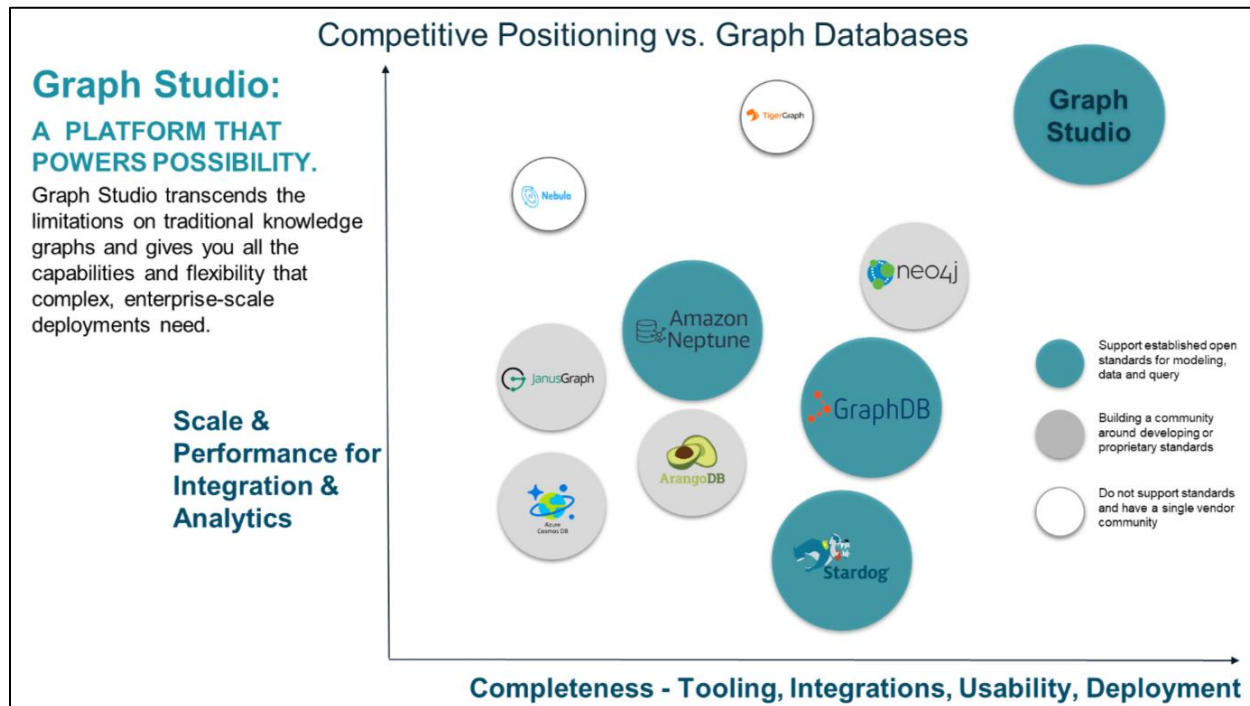 Competitive Positioning vs. Graph Databases
Graph Studio:
A PLATFORM THAT
POWERS POSSIBILITY.
Graph Studio transcends the
limitations on traditional knowledge
graphs and gives you all the
capabilities and flexibility that
complex, enterprise-scale
deployments need.
Scale &
Performance for
Integration &
Analytics
TigerGraph
Graph
Studio
Nebula
neo4j
Amazon
Neptune
JanusGraph
GraphDB
ArangoDB
Azure
Cosmos DB
Stardog
Support established open
standards for modeling,
data and query
Building a community
around developing or
proprietary standards
Do not support standards
and have a single vendor
community
Completeness - Tooling, Integrations, Usability, Deployment